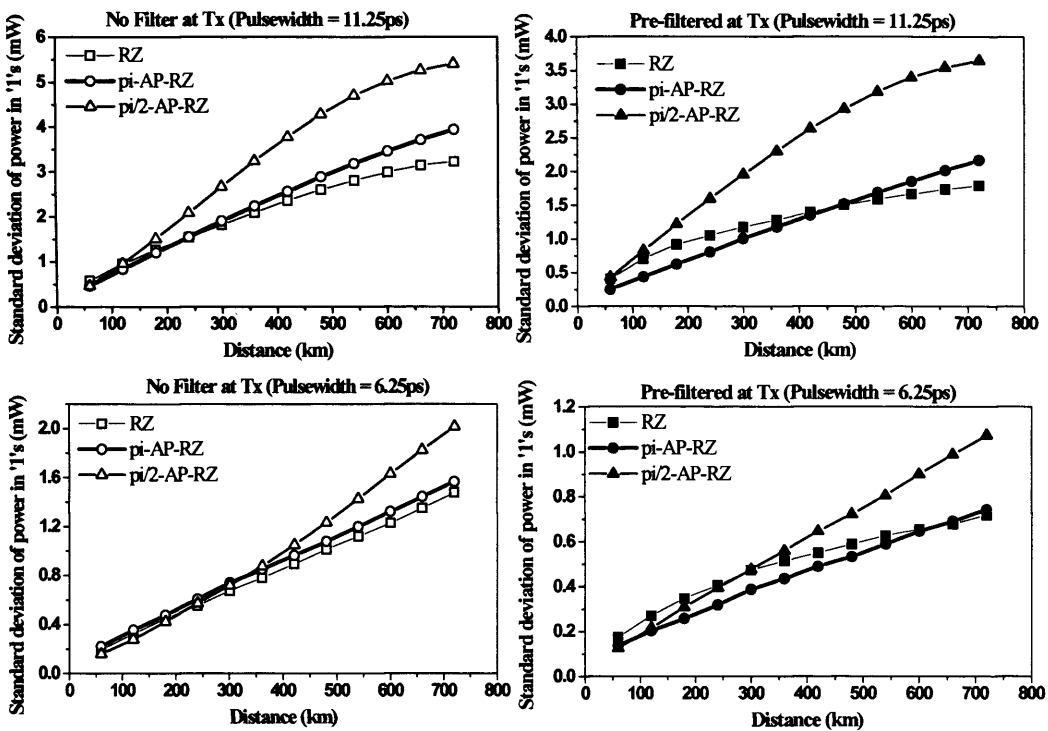 No Filter at Tx (Pulsewidth = 11.25ps)
Standard deviation of power in '1's (mW)
6
5
4
3
2
1
0
RZ
pi-AP-RZ
pi/2-AP-RZ
0 100 200 300 400 500 600 700 800
Distance (km)
Pre-filtered at Tx (Pulsewidth = 11.25ps)
Standard deviation of power in '1's (mW)
4.0
3.5
3.0
2.5
2.0
1.5
1.0
0.5
0.0
RZ
pi-AP-RZ
pi/2-AP-RZ
0 100 200 300 400 500 600 700 800
Distance (km)
No Filter at Tx (Pulsewidth = 6.25ps)
Standard deviation of power in '1's (mW)
2.0
1.6
1.2
0.8
0.4
0.0
RZ
pi-AP-RZ
pi/2-AP-RZ
0 100 200 300 400 500 600 700 800
Distance (km)
Pre-filtered at Tx (Pulsewidth = 6.25ps)
Standard deviation of power in '1's (mW)
1.2
1.0
0.8
0.6
0.4
0.2
0.0
RZ
pi-AP-RZ
pi/2-AP-RZ
0 100 200 300 400 500 600 700 800
Distance (km)